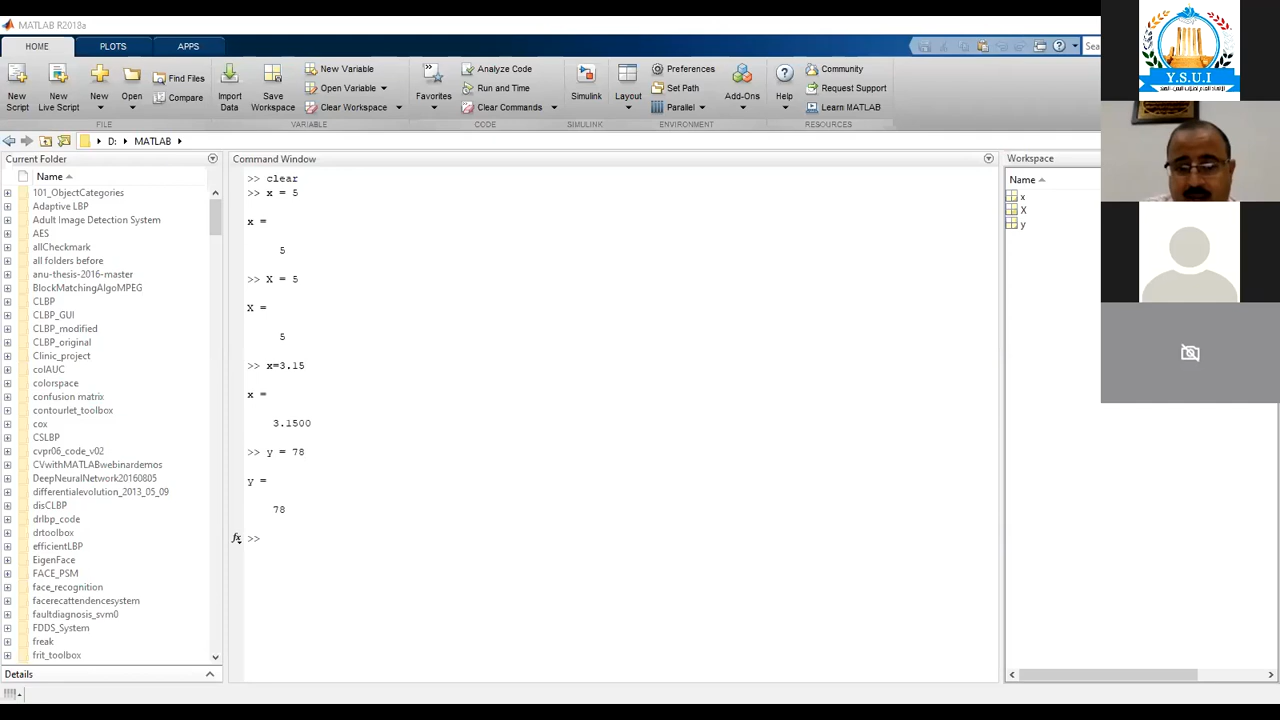 MATLAB R2018a
HOME
PLOTS
APPS
Sea
New Script
New Live Script
New
Open
Find Files
Compare
Import Data
Save Workspace
New Variable
Open Variable
Clear Workspace
Favorites
Analyze Code
Run and Time
Clear Commands
Simulink
Layout
Preferences
Set Path
Parallel
Add-Ons
Help
Community
Request Support
Learn MATLAB
FILE
VARIABLE
CODE
SIMULINK
ENVIRONMENT
RESOURCES
D:
MATLAB
Current Folder
Name
101_ObjectCategories
Adaptive LBP
Adult Image Detection System
AES
allCheckmark
all folders before
anu-thesis-2016-master
BlockMatchingAlgoMPEG
CLBP
CLBP_GUI
CLBP_modified
CLBP_original
Clinic_project
colAUC
colorspace
confusion matrix
contourlet_toolbox
cox
CSLBP
cvpr06_code_v02
CVwithMATLABwebinardemos
DeepNeuralNetwork20160805
differentialevolution_2013_05_09
disCLBP
drlbp_code
drtoolbox
efficientLBP
EigenFace
FACE_PSM
face_recognition
facerecattendencesystem
faultdiagnosis_svm0
FDDS_System
freak
frit_toolbox
Details
Command Window
>> clear
>> x = 5
x =
5
>> X = 5
X =
5
>> x=3.15
x =
3.1500
>> y = 78
y =
78
fx >>
Workspace
Name
x
X
y
Y.S.U.I